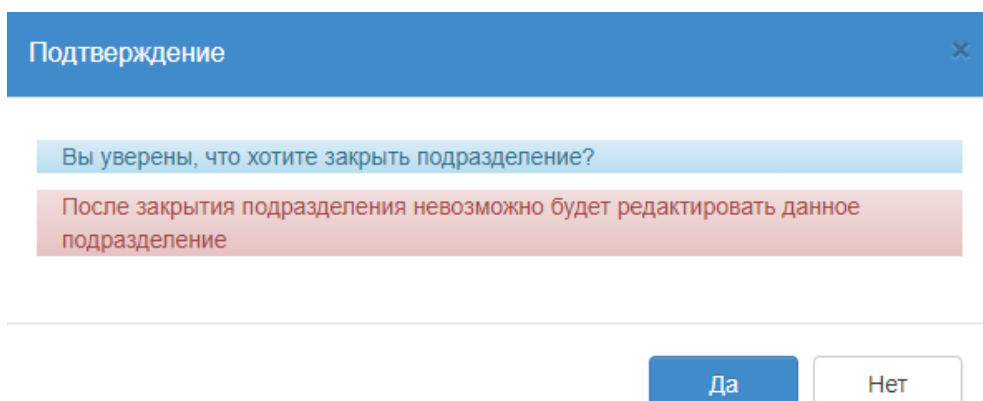 Подтверждение
×
Вы уверены, что хотите закрыть подразделение?
После закрытия подразделения невозможно будет редактировать данное
подразделение
Да
Нет